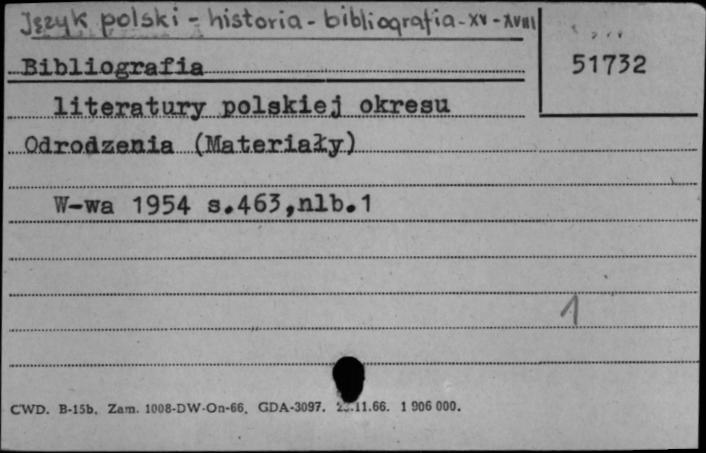 Język polski - historia - bibliografia - XV - XVIII
51732
Bibliografia
literatury polskiej okresu
Odrodzenia (Materiały)
W-wa 1954 s.463,nlb.1
1
CWD. B-15b. Zam. 1008-DW-On-66. GDA-3097. .11.66. 1 906 000.